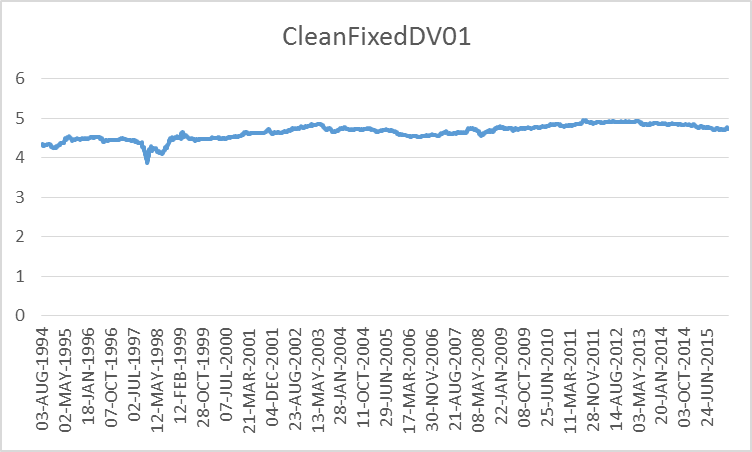 CleanFixedDV01
6
5
4
3
2
1
0
03-AUG-1994
02-MAY-1995
18-JAN-1996
07-OCT-1996
02-JUL-1997
12-MAY-1998
12-FEB-1999
28-OCT-1999
07-JUL-2000
21-MAR-2001
04-DEC-2001
23-AUG-2002
13-MAY-2003
28-JAN-2004
11-OCT-2004
29-JUN-2005
17-MAR-2006
30-NOV-2006
21-AUG-2007
08-MAY-2008
22-JAN-2009
08-OCT-2009
25-JUN-2010
11-MAR-2011
28-NOV-2011
14-AUG-2012
03-MAY-2013
20-JAN-2014
03-OCT-2014
24-JUN-2015